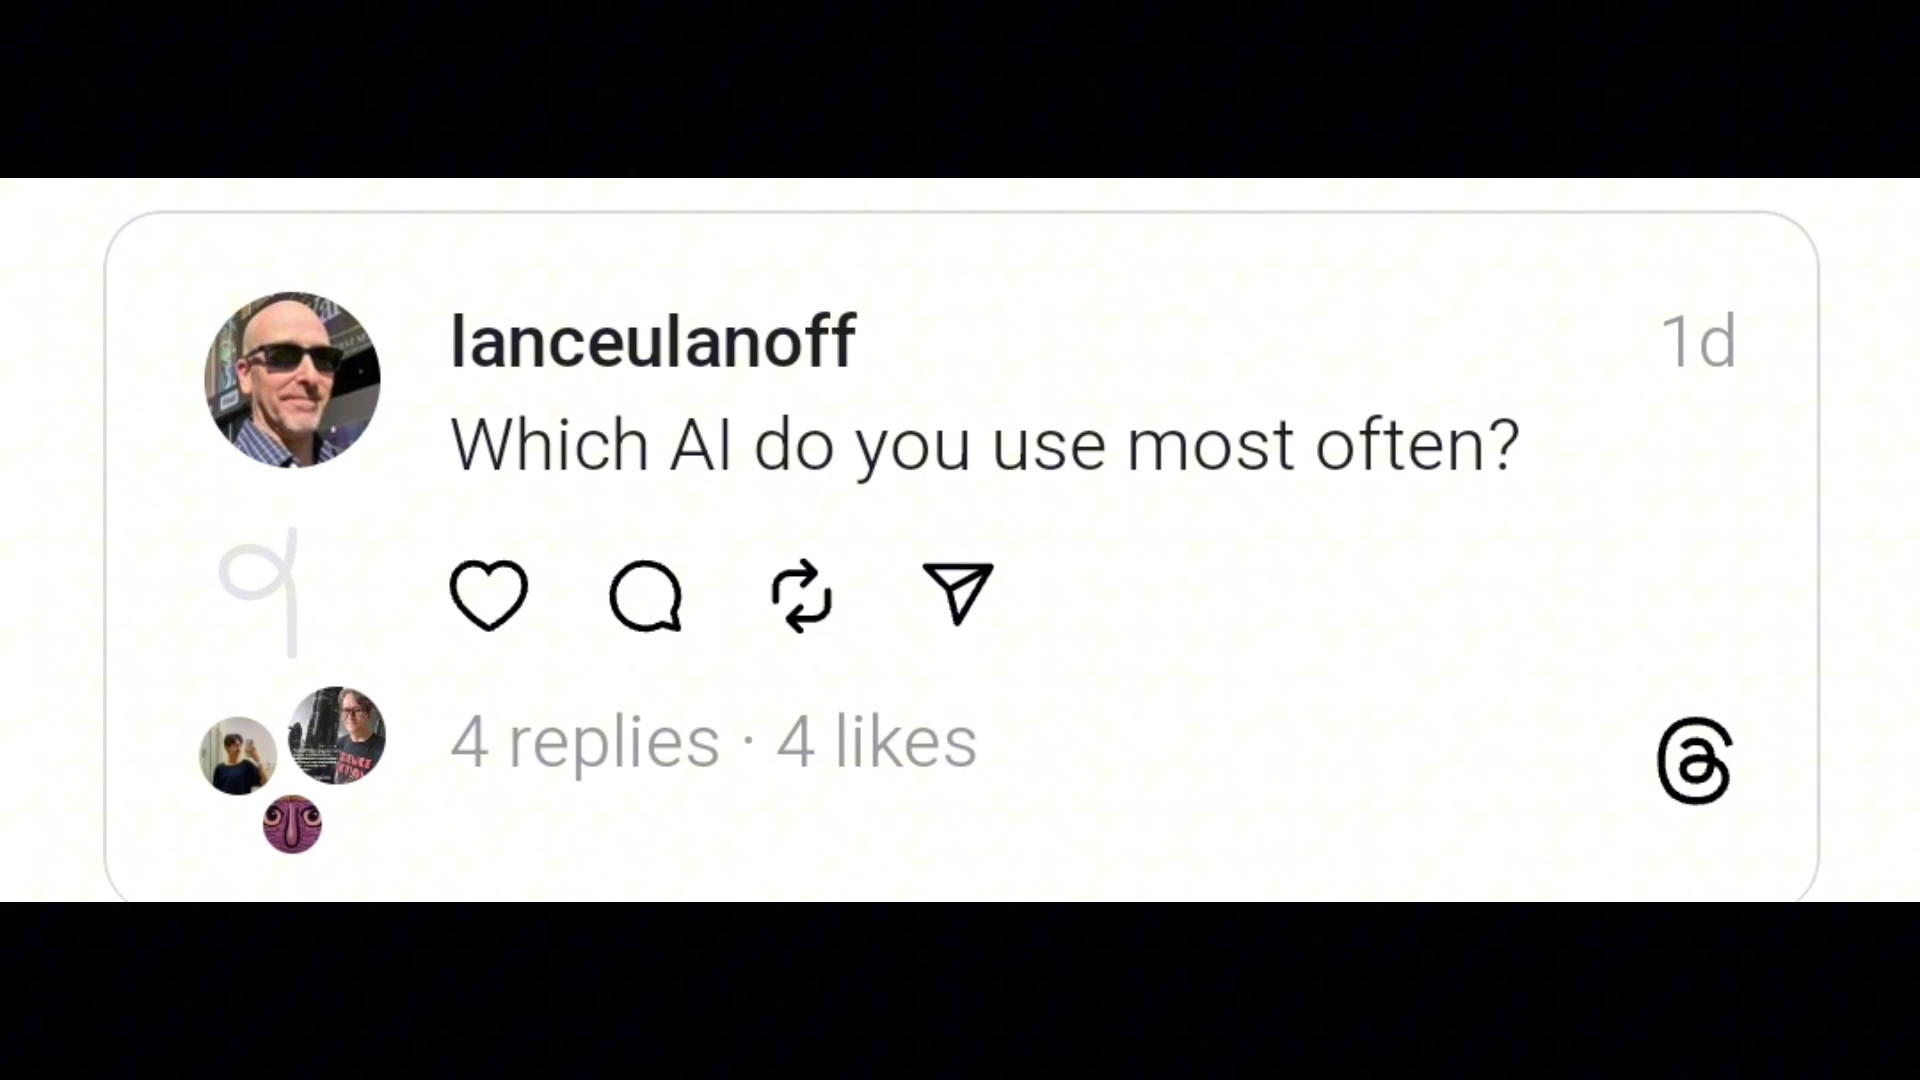 lanceulanoff
1d
Which AI do you use most often?
4 replies · 4 likes